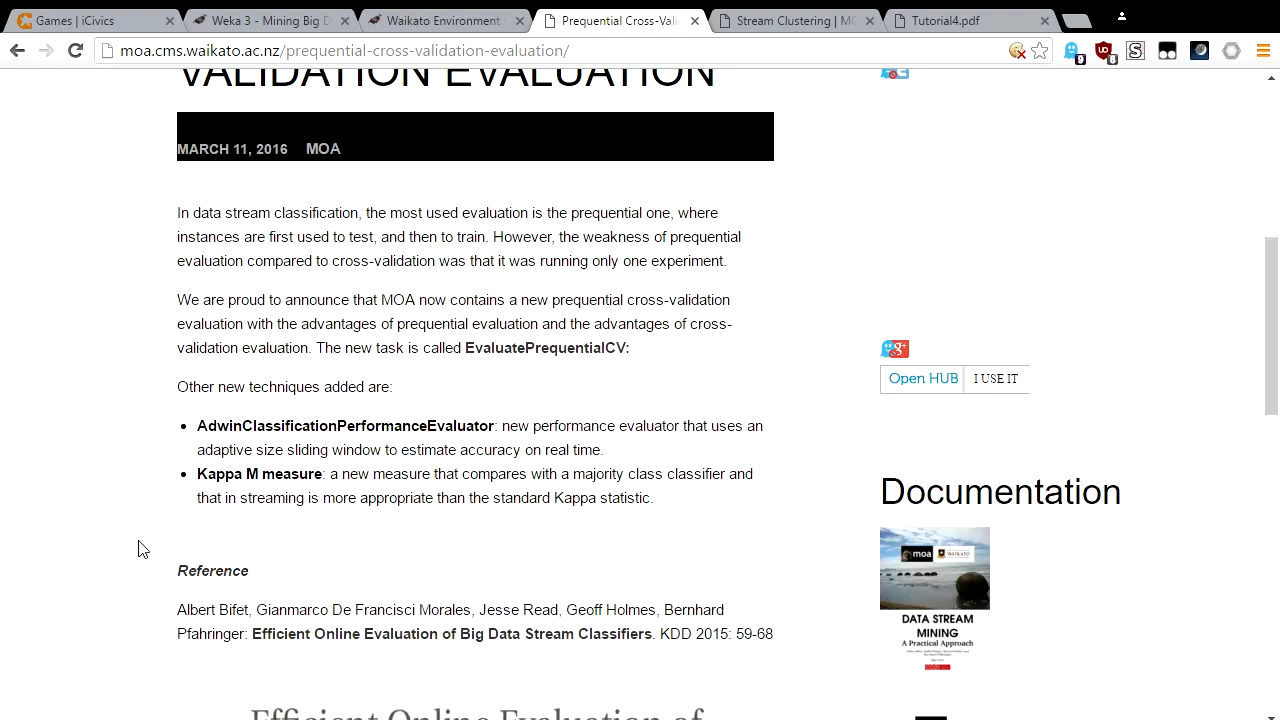 Games | iCivics
Weka 3 - Mining Big D
Waikato Environment
Prequential Cross-Vali
Stream Clustering | MO
Tutorial4.pdf
moa.cms.waikato.ac.nz/prequential-cross-validation-evaluation/
9
8
VALIDATION EVALUATION
MARCH 11, 2016 MOA
In data stream classification, the most used evaluation is the prequential one, where
instances are first used to test, and then to train. However, the weakness of prequential
evaluation compared to cross-validation was that it was running only one experiment.
We are proud to announce that MOA now contains a new prequential cross-validation
evaluation with the advantages of prequential evaluation and the advantages of cross-
validation evaluation. The new task is called EvaluatePrequentialCV:
Other new techniques added are:
• AdwinClassificationPerformanceEvaluator: new performance evaluator that uses an
adaptive size sliding window to estimate accuracy on real time.
• Kappa M measure: a new measure that compares with a majority class classifier and
that in streaming is more appropriate than the standard Kappa statistic.
Reference
Albert Bifet, Gianmarco De Francisci Morales, Jesse Read, Geoff Holmes, Bernhard
Pfahringer: Efficient Online Evaluation of Big Data Stream Classifiers. KDD 2015: 59-68
Efficient Online Evaluation of
g+
Open HUB I USE IT
Documentation
moa WAIKATO
DATA STREAM
MINING
A Practical Approach